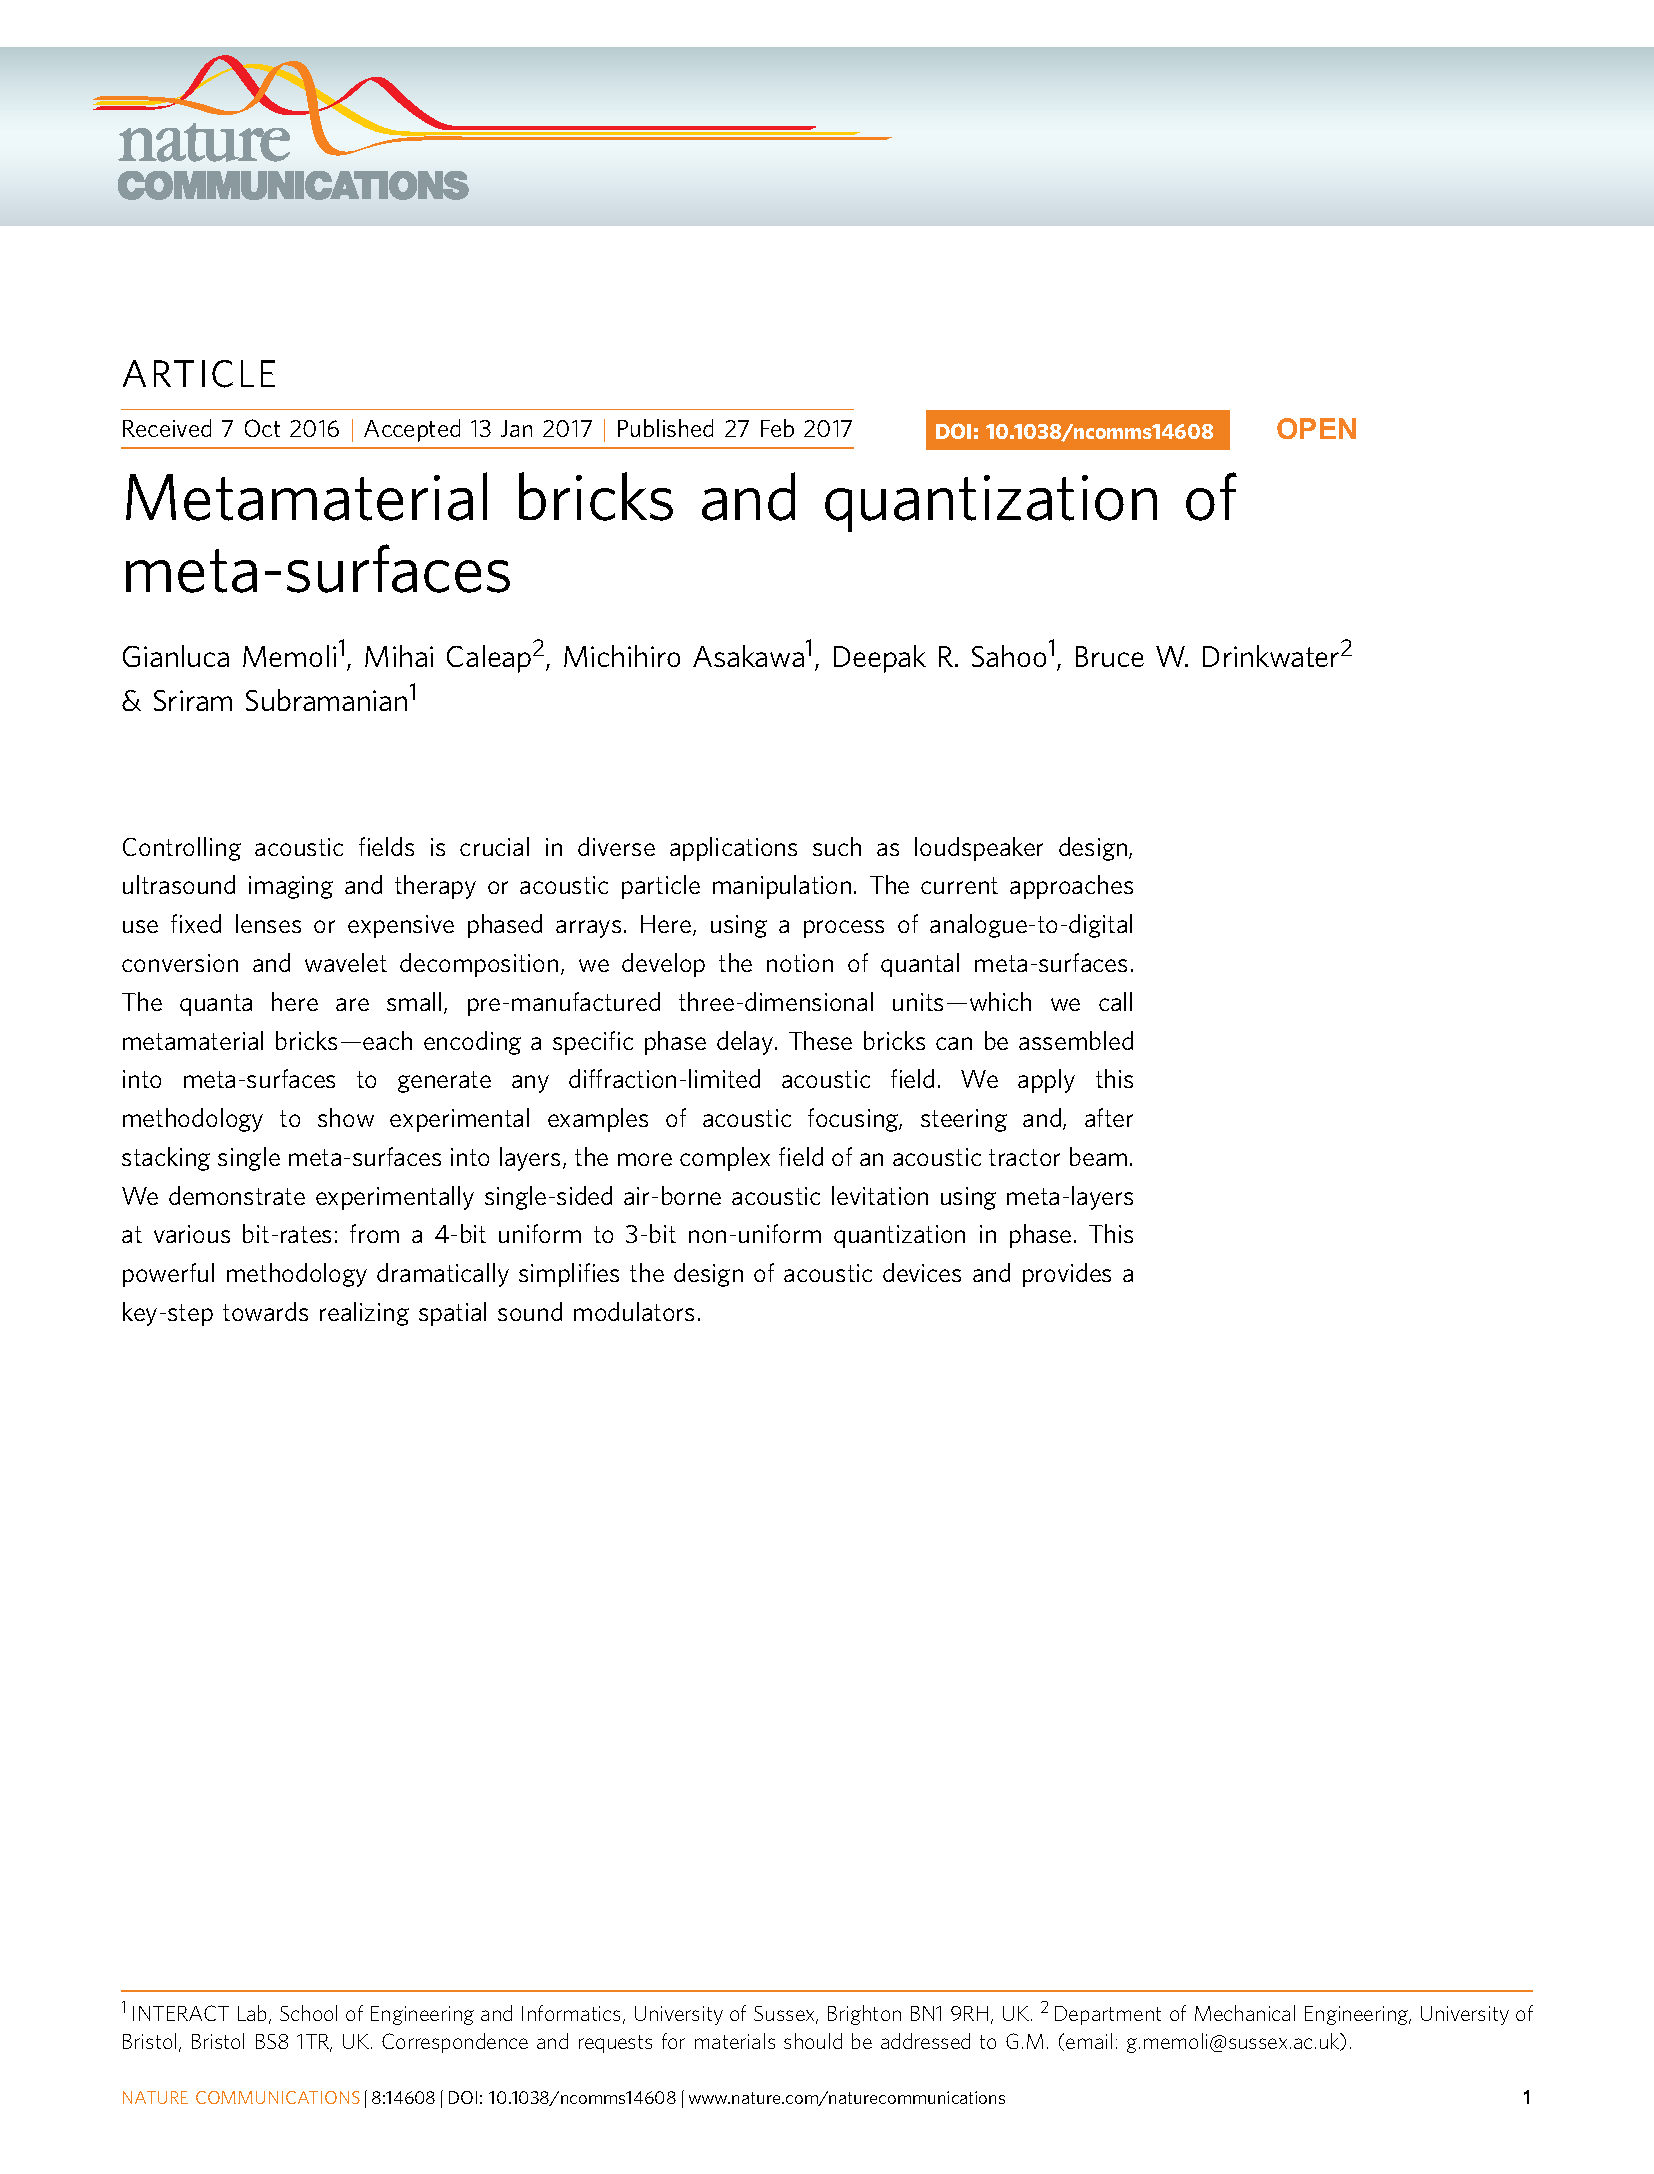 nature
COMMUNICATIONS
ARTICLE
Received 7 Oct 2016 | Accepted 13 Jan 2017 | Published 27 Feb 2017
DOI: 10.1038/ncomms14608
OPEN
Metamaterial bricks and quantization of
meta-surfaces
Gianluca Memoli1, Mihai Caleap2, Michihiro Asakawa1, Deepak R. Sahoo1, Bruce W. Drinkwater2
& Sriram Subramanian1
Controlling acoustic fields is crucial in diverse applications such as loudspeaker design,
ultrasound imaging and therapy or acoustic particle manipulation. The current approaches
use fixed lenses or expensive phased arrays. Here, using a process of analogue-to-digital
conversion and wavelet decomposition, we develop the notion of quantal meta-surfaces.
The quanta here are small, pre-manufactured three-dimensional units—which we call
metamaterial bricks—each encoding a specific phase delay. These bricks can be assembled
into meta-surfaces to generate any diffraction-limited acoustic field. We apply this
methodology to show experimental examples of acoustic focusing, steering and, after
stacking single meta-surfaces into layers, the more complex field of an acoustic tractor beam.
We demonstrate experimentally single-sided air-borne acoustic levitation using meta-layers
at various bit-rates: from a 4-bit uniform to 3-bit non-uniform quantization in phase. This
powerful methodology dramatically simplifies the design of acoustic devices and provides a
key-step towards realizing spatial sound modulators.
1 INTERACT Lab, School of Engineering and Informatics, University of Sussex, Brighton BN1 9RH, UK. 2 Department of Mechanical Engineering, University of
Bristol, Bristol BS8 1TR, UK. Correspondence and requests for materials should be addressed to G.M. (email: g.memoli@sussex.ac.uk).
NATURE COMMUNICATIONS | 8:14608 | DOI: 10.1038/ncomms14608 | www.nature.com/naturecommunications
1